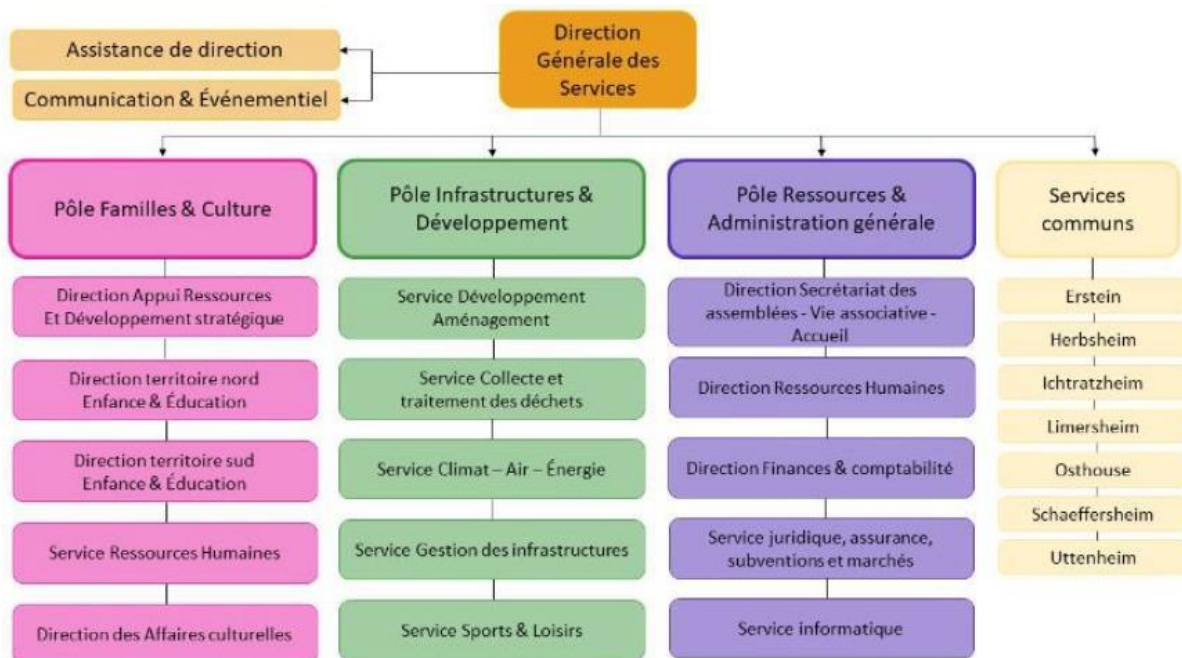 Direction
Générale des
Services
Assistance de direction
Communication & Événementiel
Pôle Familles & Culture
Direction Appui Ressources
Et Développement stratégique
Direction territoire nord
Enfance & Éducation
Direction territoire sud
Enfance & Éducation
Service Ressources Humaines
Direction des Affaires culturelles
Pôle Infrastructures &
Développement
Service Développement
Aménagement
Service Collecte et
traitement des déchets
Service Climat – Air – Énergie
Service Gestion des infrastructures
Service Sports & Loisirs
Pôle Ressources &
Administration générale
Direction Secrétariat des
assemblées - Vie associative -
Accueil
Direction Ressources Humaines
Direction Finances & comptabilité
Service juridique, assurance,
subventions et marchés
Service informatique
Services
communs
Erstein
Herbsheim
Ichtratzheim
Limersheim
Osthouse
Schaeffersheim
Uttenheim